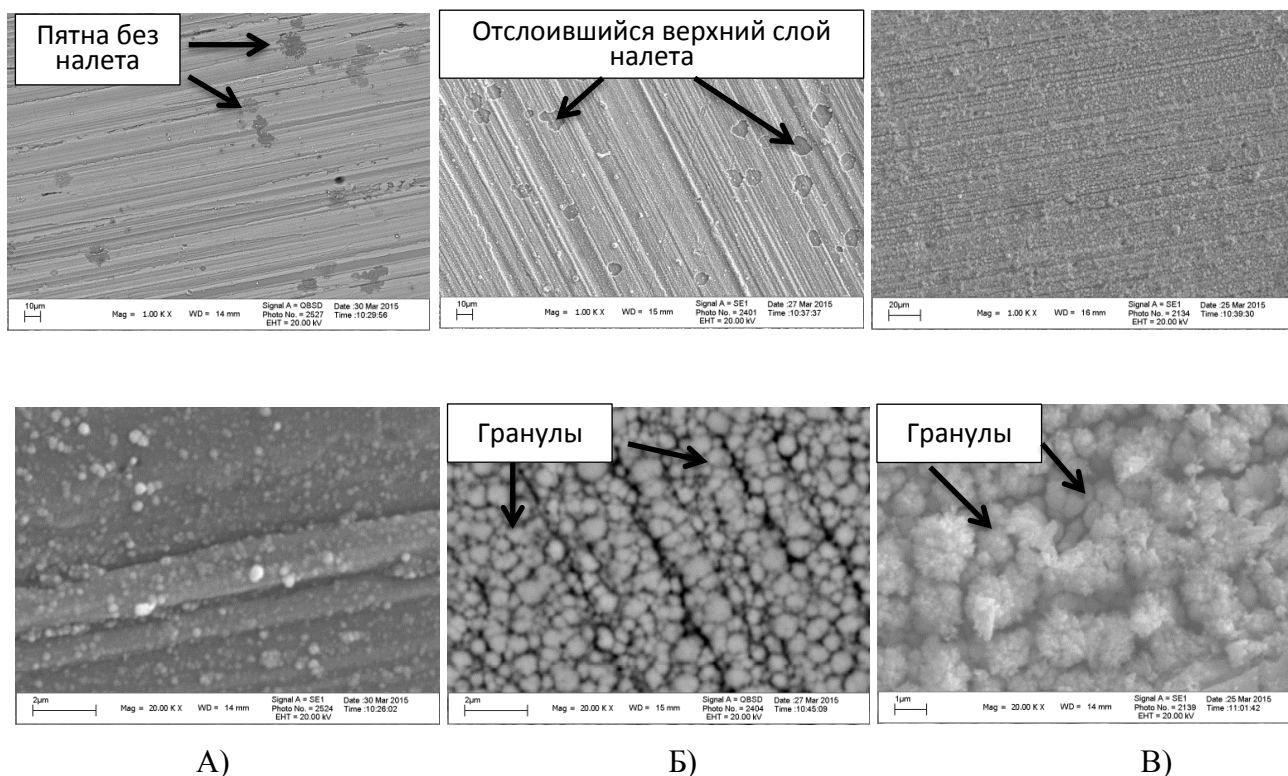 Пятна без
налета
Отслоившийся верхний слой
налета
10µm
Mag = 1.00 K X WD = 14 mm
Signal A = QBSD Date :30 Mar 2015
Photo No. = 2527 Time :10:29:56
EHT = 20.00 kV
10µm
Mag = 1.00 K X WD = 15 mm
Signal A = SE1 Date :27 Mar 2015
Photo No. = 2401 Time :10:37:37
EHT = 20.00 kV
20µm
Mag = 1.00 K X WD = 16 mm
Signal A = SE1 Date :25 Mar 2015
Photo No. = 2134 Time :10:39:30
EHT = 20.00 kV
Гранулы
Гранулы
2µm
Mag = 20.00 K X WD = 14 mm
Signal A = SE1 Date :30 Mar 2015
Photo No. = 2524 Time :10:26:02
EHT = 20.00 kV
2µm
Mag = 20.00 K X WD = 15 mm
Signal A = QBSD Date :27 Mar 2015
Photo No. = 2404 Time :10:45:09
EHT = 20.00 kV
1µm
Mag = 20.00 K X WD = 14 mm
Signal A = SE1 Date :25 Mar 2015
Photo No. = 2139 Time :11:01:42
EHT = 20.00 kV
А) Б) В)